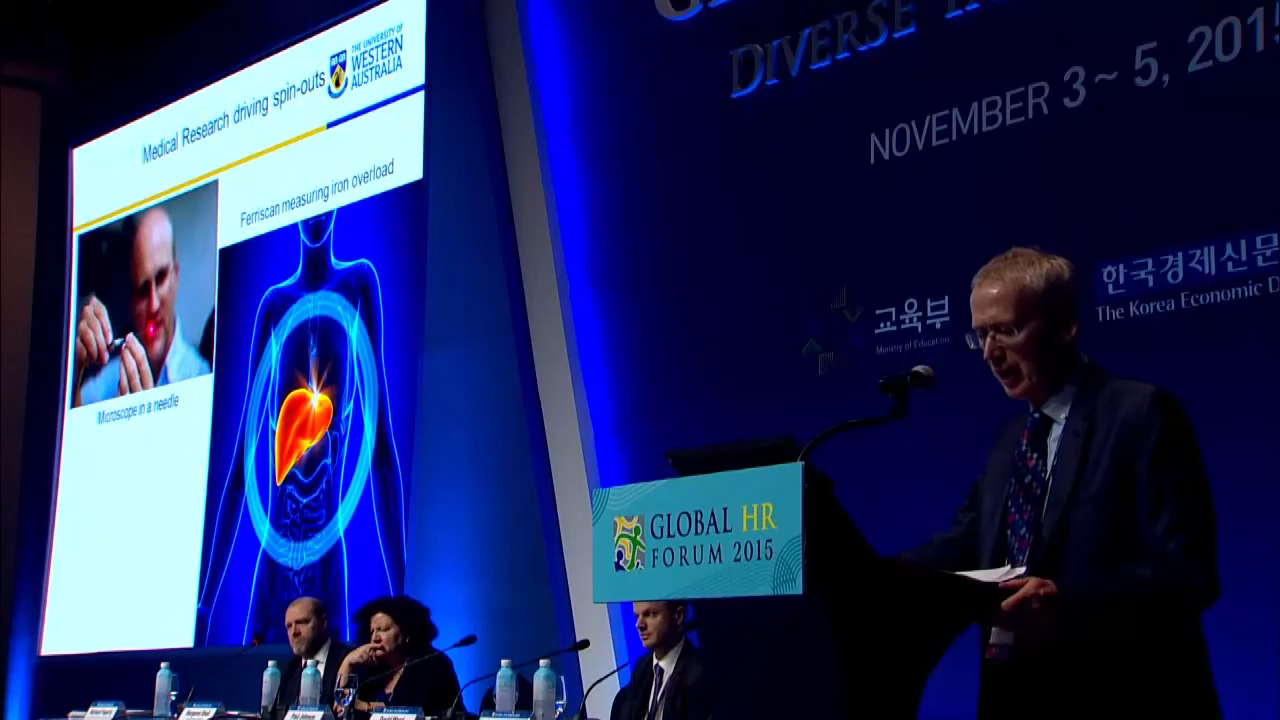 THE UNIVERSITY OF
WESTERN
AUSTRALIA
Medical Research driving spin-outs
Ferriscan measuring iron overload
Microscope in a needle
DIVERSE
NOVEMBER 3~5, 2015
교육부
Ministry of Education
한국경제신문
The Korea Economic D
GLOBAL HR
FORUM 2015